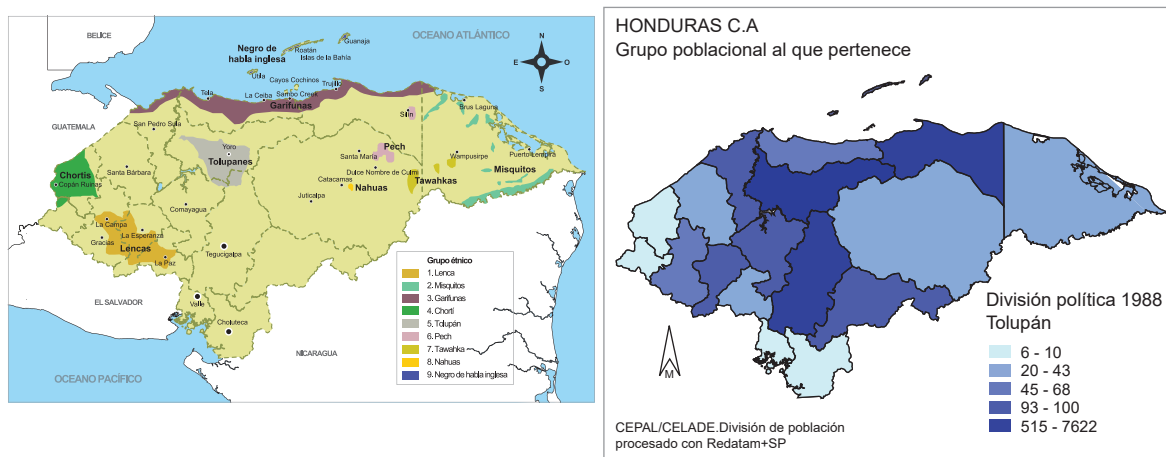 BELÍCE
OCEANO ATLÁNTICO
Guanaja
Roatán
Islas de la Bahía
Negro de
habla inglesa
Utila
Cayos Cochinos
Trujillo
Tela
La Ceiba
Sambo Creek
Garifunas
N
E
O
S
GUATEMALA
San Pedro Sula
Silin
Brus Laguna
Yoro
Tolupanes
Pech
Santa María
Wampusirpe
Puerto Lempira
Chortis
Copán Ruinas
Santa Bárbara
Dulce Nombre de Culmi
Misquitos
Catacamas
Nahuas
Tawahkas
Juticalpa
Comayagua
La Campa
La Esperanza
Gracias
Lencas
Tegucigalpa
La Paz
EL SALVADOR
Valle
Choluteca
NICARAGUA
OCEANO PACÍFICO
Grupo étnico
1. Lenca
2. Misquitos
3. Garifunas
4. Chortí
5. Tolupán
6. Pech
7. Tawahka
8. Nahuas
9. Negro de habla inglesa
HONDURAS C.A
Grupo poblacional al que pertenece
División política 1988
Tolupán
6 - 10
20 - 43
45 - 68
93 - 100
515 - 7622
M
CEPAL/CELADE.División de población
procesado con Redatam+SP